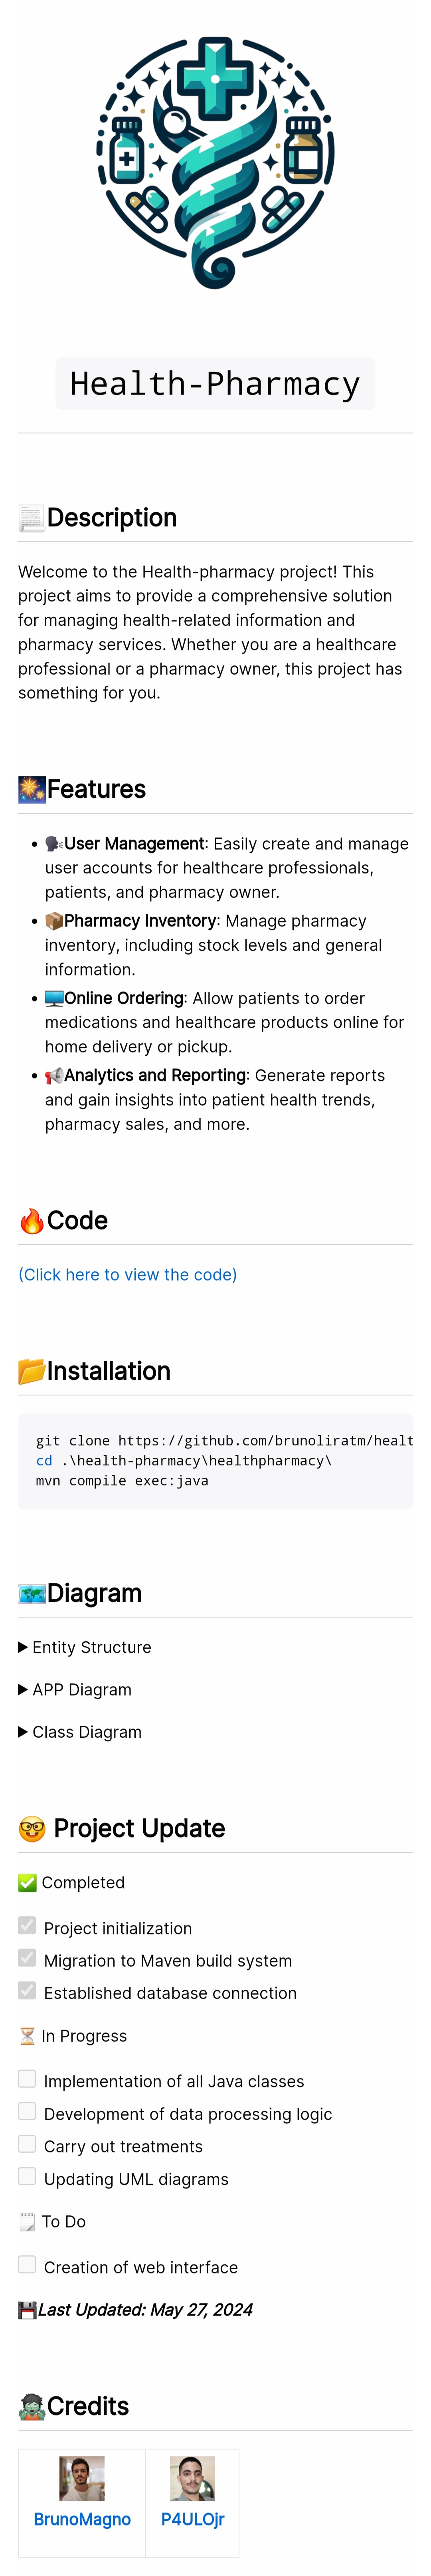 Health-Pharmacy
Description
Welcome to the Health-pharmacy project! This
project aims to provide a comprehensive solution
for managing health-related information and
pharmacy services. Whether you are a healthcare
professional or a pharmacy owner, this project has
something for you.
Features
User Management: Easily create and manage
user accounts for healthcare professionals,
patients, and pharmacy owner.
Pharmacy Inventory: Manage pharmacy
inventory, including stock levels and general
information.
Online Ordering: Allow patients to order
medications and healthcare products online for
home delivery or pickup.
Analytics and Reporting: Generate reports
and gain insights into patient health trends,
pharmacy sales, and more.
Code
(Click here to view the code)
Installation
git clone https://github.com/brunoliratm/healt
cd .\health-pharmacy\healthpharmacy\
mvn compile exec:java
Diagram
Entity Structure
APP Diagram
Class Diagram
Project Update
Completed
Project initialization
Migration to Maven build system
Established database connection
In Progress
Implementation of all Java classes
Development of data processing logic
Carry out treatments
Updating UML diagrams
To Do
Creation of web interface
Last Updated: May 27, 2024
Credits
BrunoMagno P4ULOjr